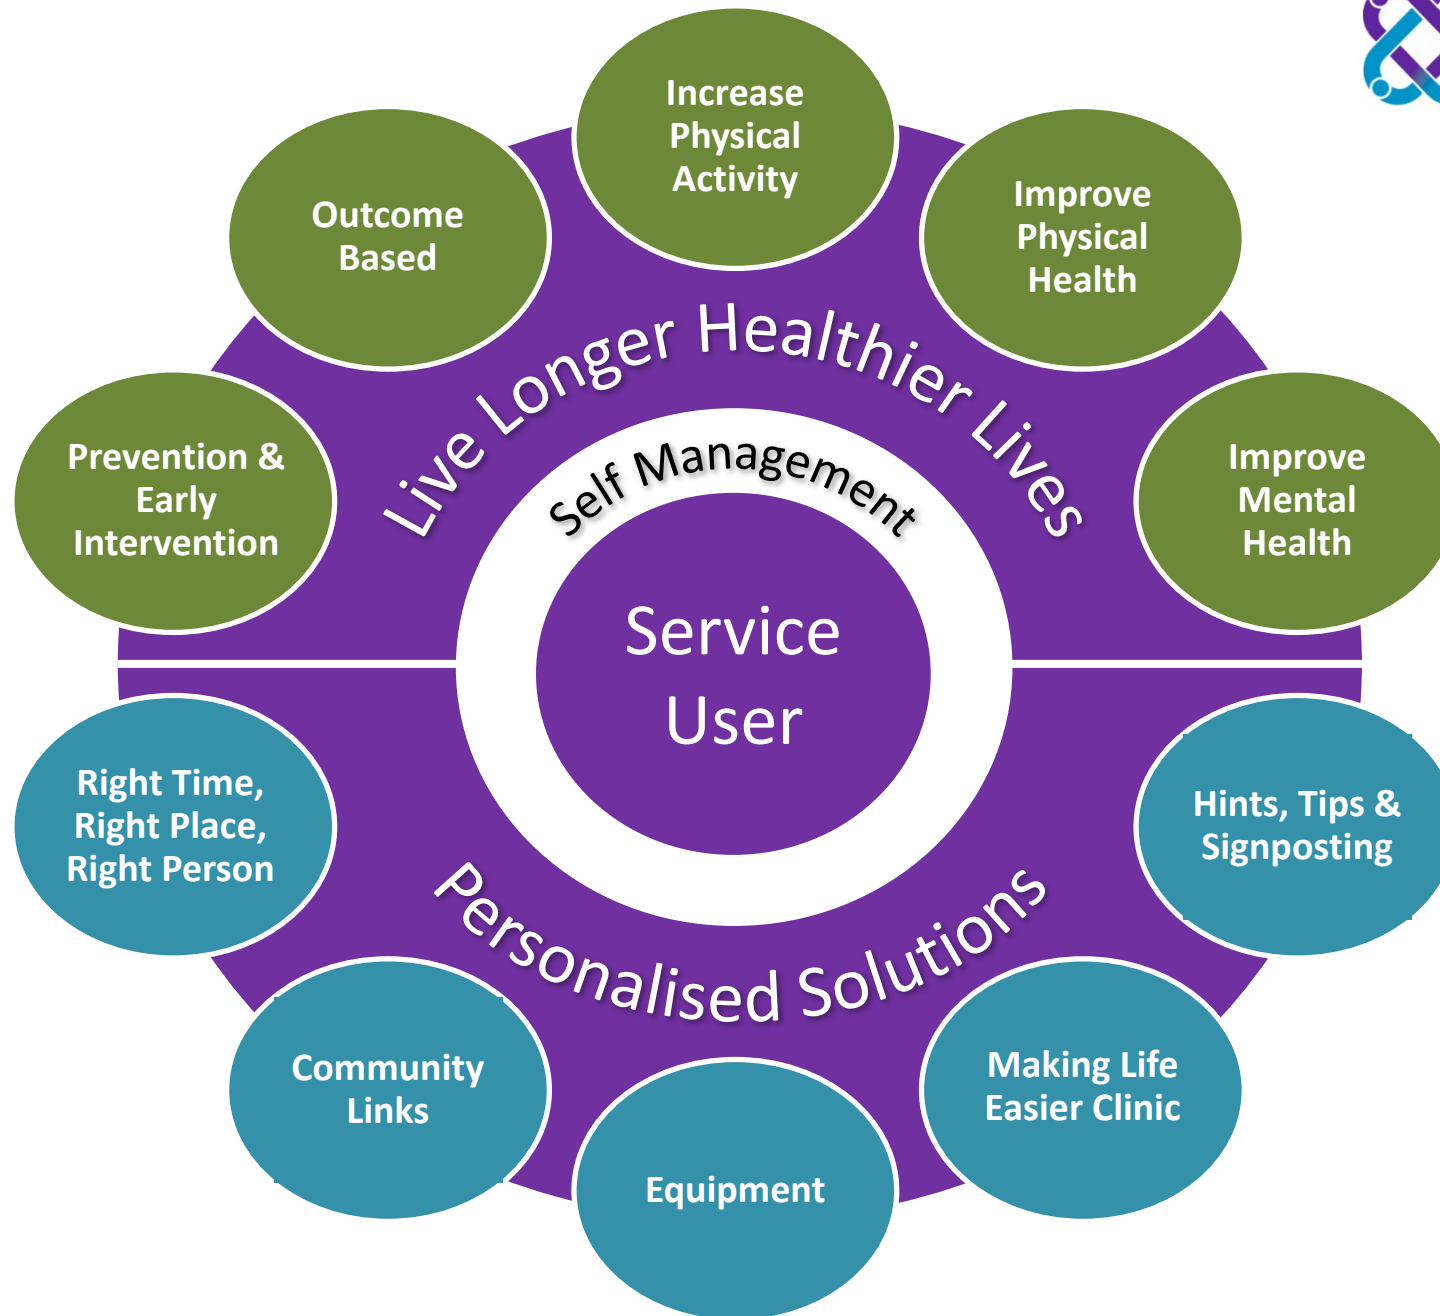 Increase
Physical
Activity
Outcome
Based
Improve
Physical
Health
Live Longer Healthier Lives
Prevention &
Early
Intervention
Self Management
Improve
Mental
Health
Service
User
Right Time,
Right Place,
Right Person
Hints, Tips &
Signposting
Personalised Solutions
Community
Links
Making Life
Easier Clinic
Equipment